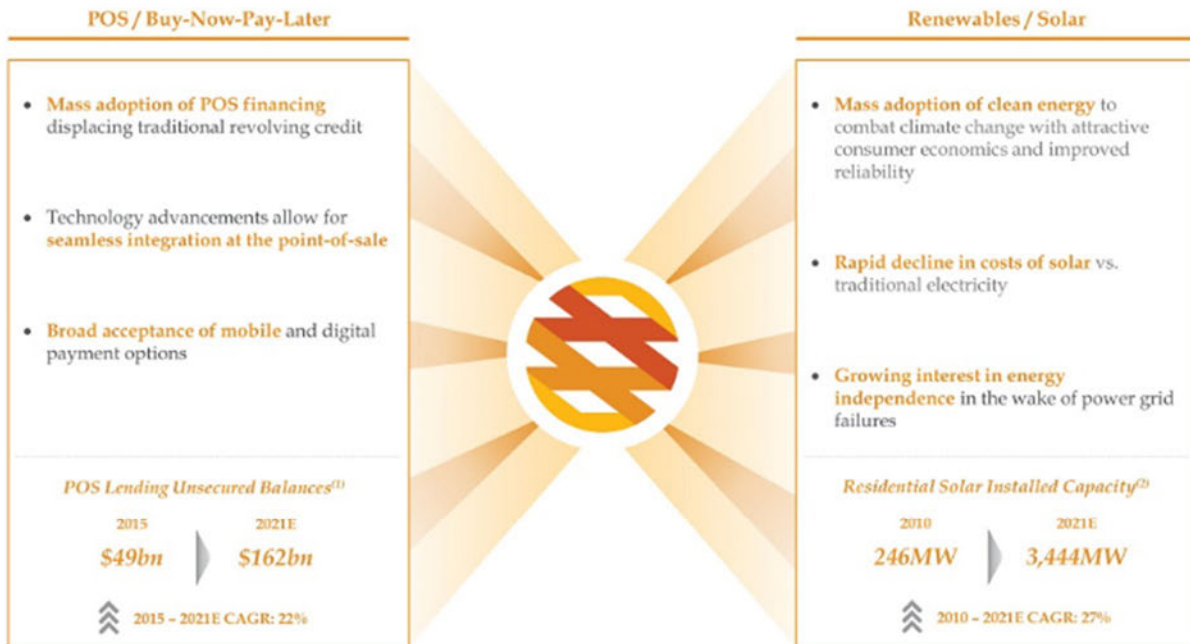 POS / Buy-Now-Pay-Later
• Mass adoption of POS financing
displacing traditional revolving credit
• Technology advancements allow for
seamless integration at the point-of-sale
• Broad acceptance of mobile and digital
payment options
POS Lending Unsecured Balances(1)
2015 2021E
$49bn $162bn
2015 – 2021E CAGR: 22%
Renewables / Solar
• Mass adoption of clean energy to
combat climate change with attractive
consumer economics and improved
reliability
• Rapid decline in costs of solar vs.
traditional electricity
• Growing interest in energy
independence in the wake of power grid
failures
Residential Solar Installed Capacity(2)
2010 2021E
246MW 3,444MW
2010 – 2021E CAGR: 27%